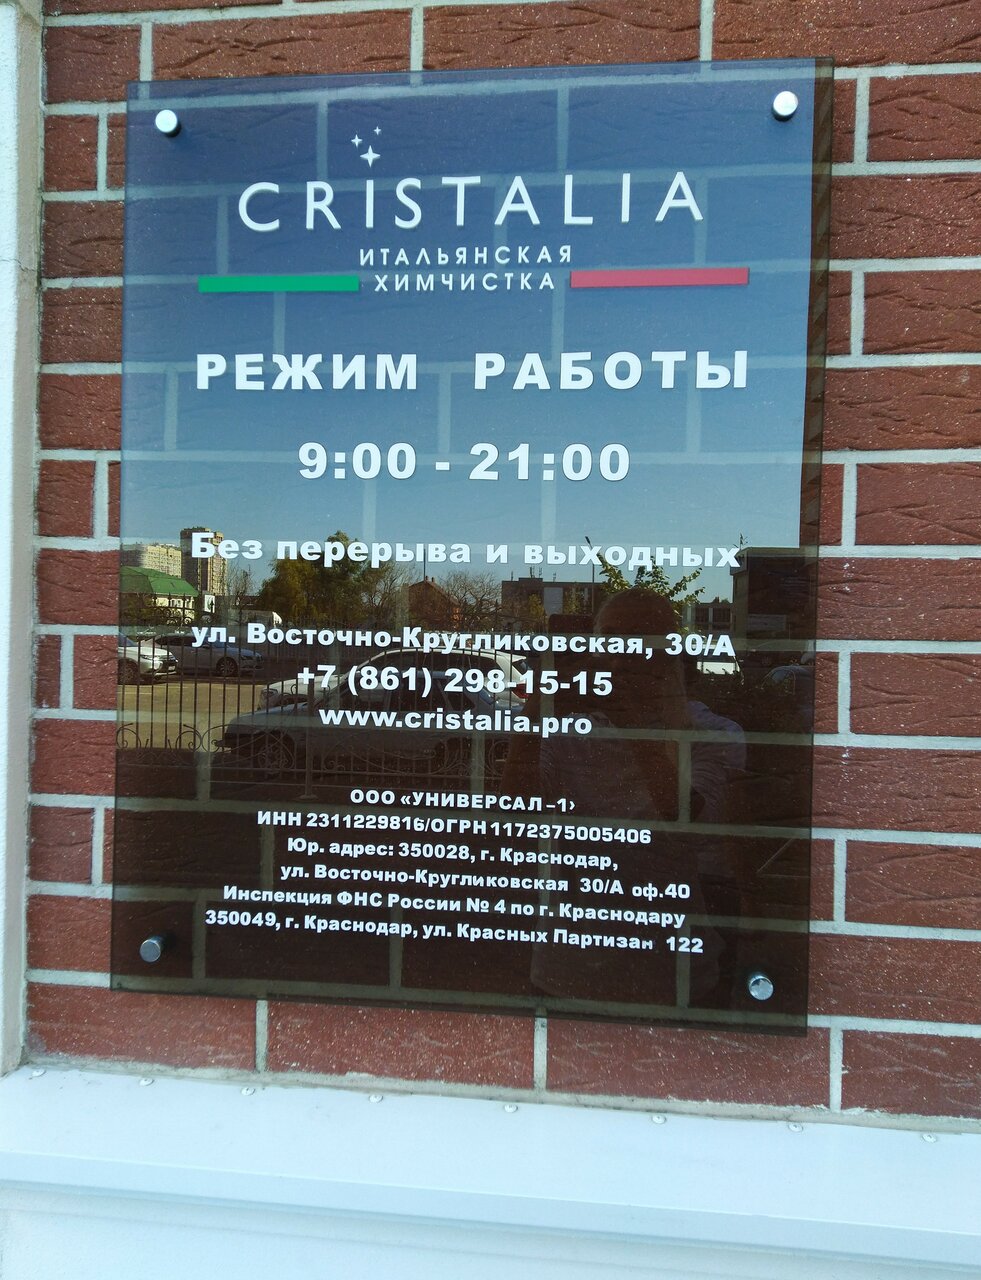 CRISTALIA
ИТАЛЬЯНСКАЯ
ХИМЧИСТКА
РЕЖИМ РАБОТЫ
9:00 - 21:00
Без перерыва и выходных
ул. Восточно-Кругликовская, 30/А
+7 (861) 298-15-15
www.cristalia.pro
ООО «УНИВЕРСАЛ-1›
ИНН 2311229816/ОГРН 1172375005406
Юр. адрес: 350028, г. Краснодар,
ул. Восточно-Кругликовская 30/А оф.40
Инспекция ФНС России № 4 по г. Краснодару
350049, г. Краснодар, ул. Красных Партизан 122